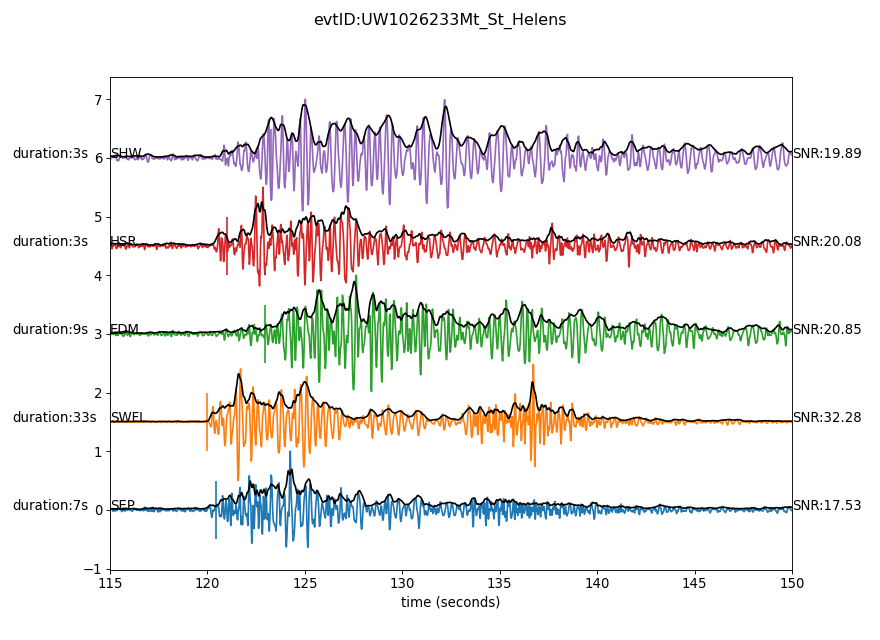 evtID:UW1026233Mt_St_Helens
7
duration:3s SHW 6 SNR:19.89
5
duration:3s HSR SNR:20.08
4
duration:9s EDM 3 SNR:20.85
2
duration:33s SWFL SNR:32.28
1
duration:7s SEP 0 SNR:17.53
−1
115 120 125 130 135 140 145 150
time (seconds)